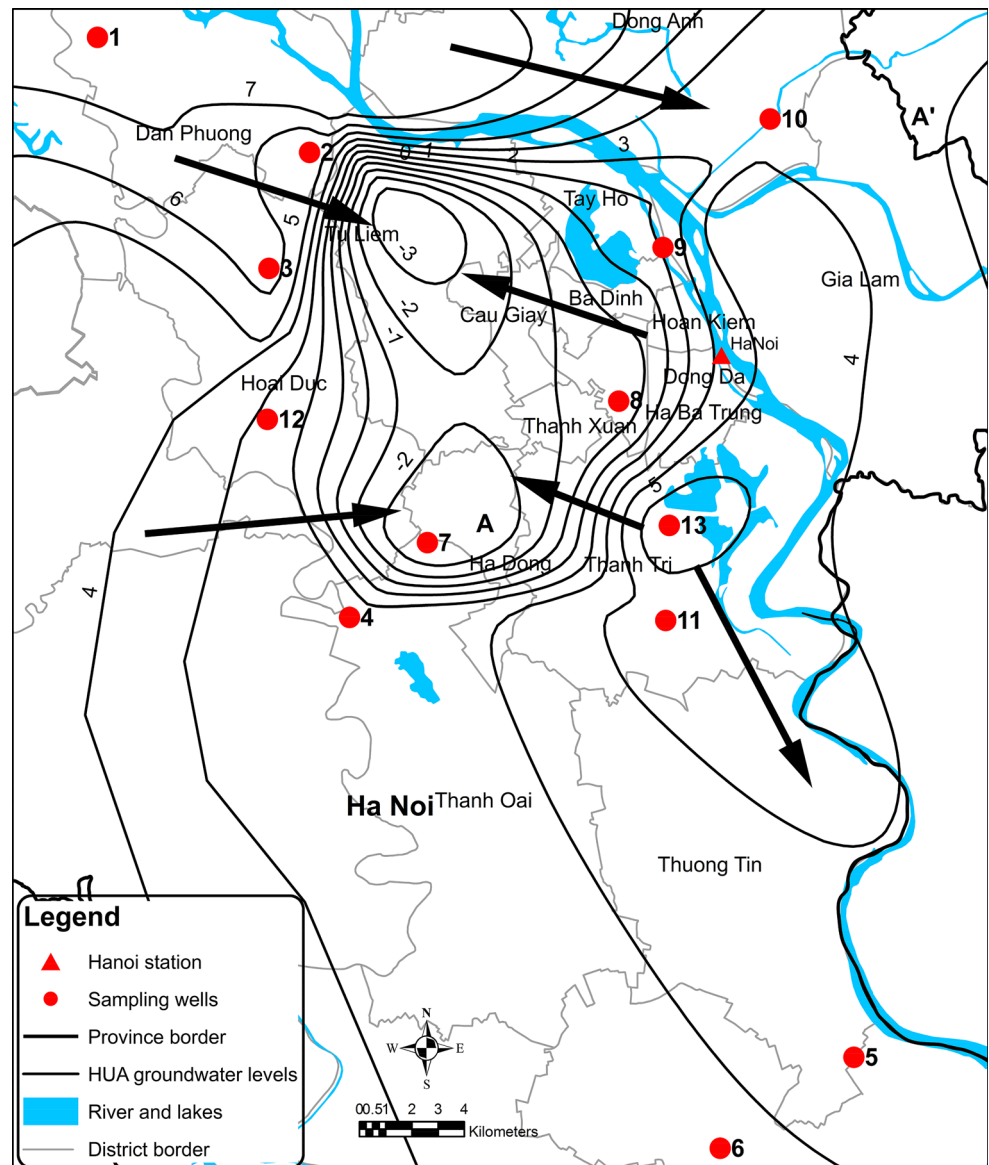 Dong Anh
1
7
10
A'
Dan Phuong
2
0
1
2
3
6
5
Tay Ho
Tu Liem
9
-3
3
Gia Lam
-2
Ba Dinh
Cau Giay
Hoan Kiem
-1
HaNoi
4
Dong Da
Hoai Duc
8
Ha Ba Trung
12
Thanh Xuan
-2
5
A
13
7
Ha Dong
Thanh Tri
4
4
11
Ha Noi
Thanh Oai
Thuong Tin
Legend
Hanoi station
Sampling wells
Province border
HUA groundwater levels
River and lakes
District border
N
W
E
S
00.51 2 3 4
Kilometers
5
6